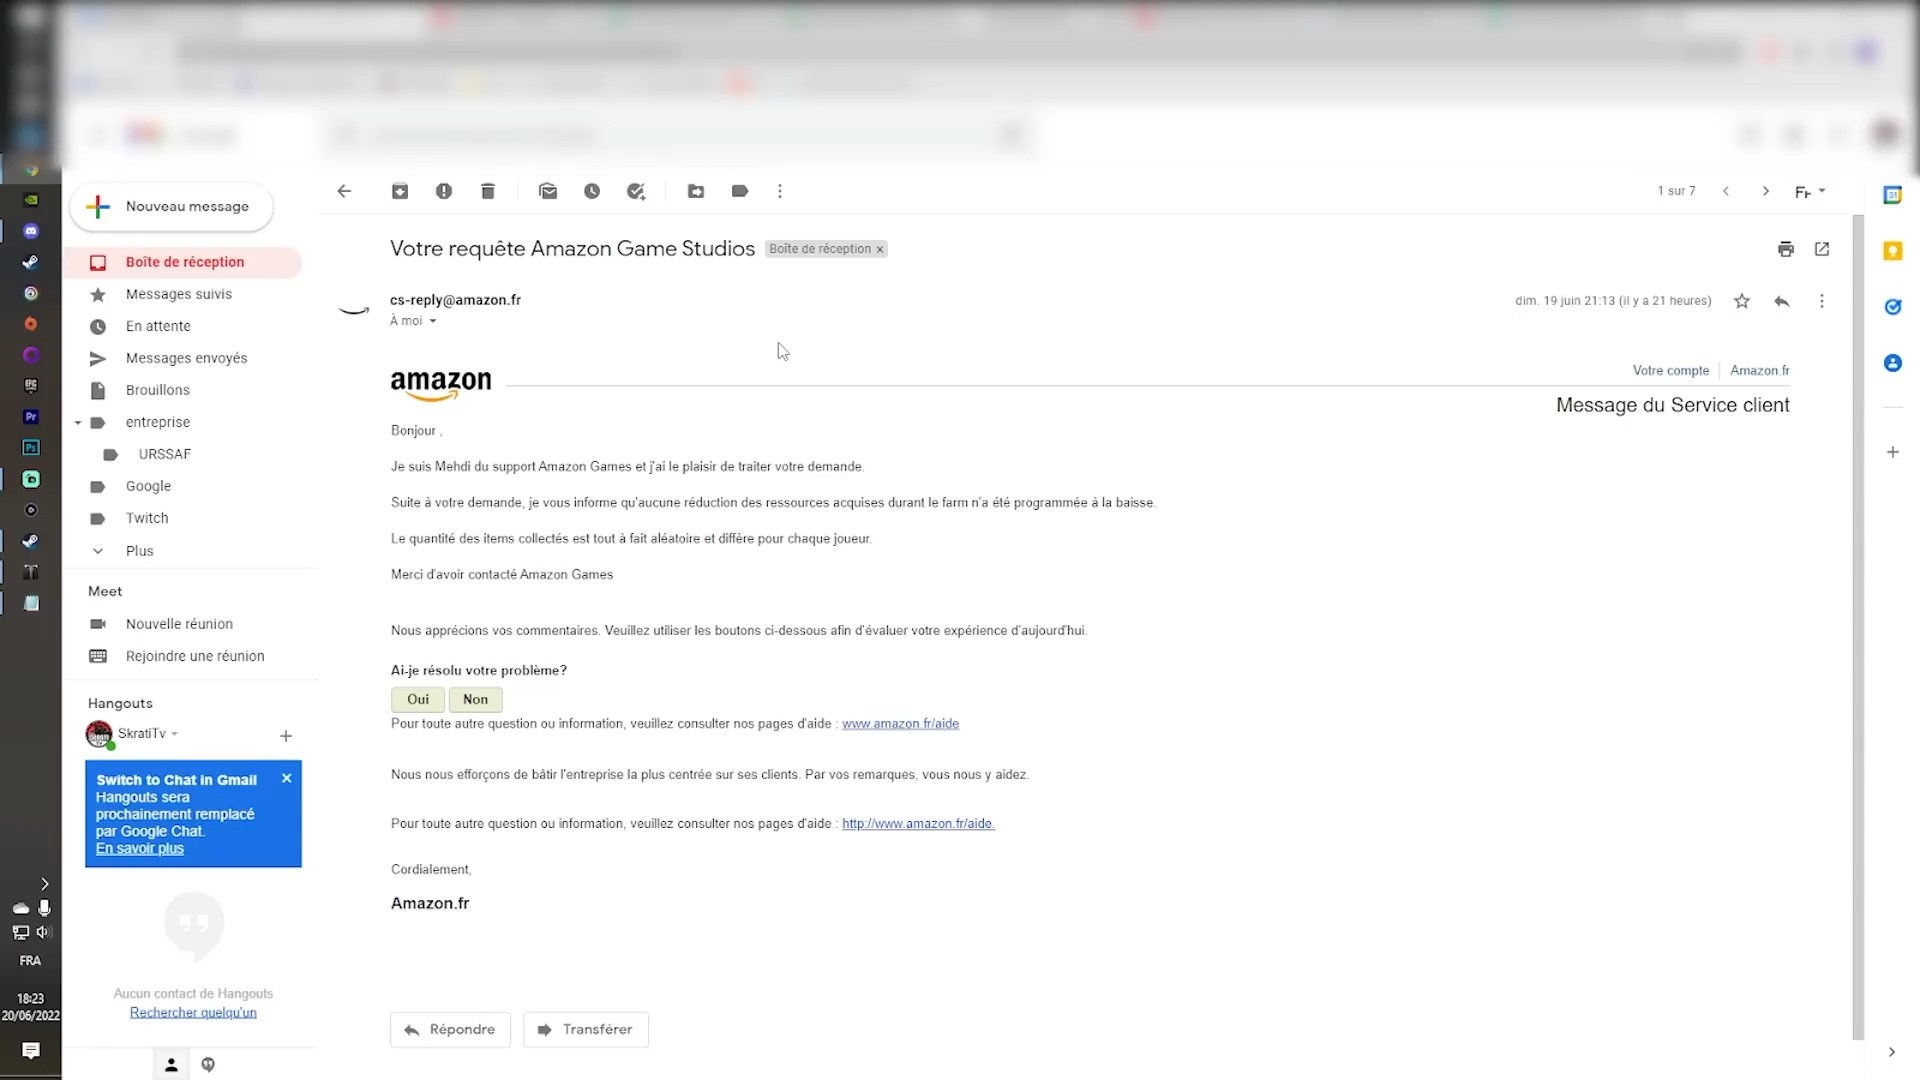 Nouveau message
1 sur 7
Fr
Boîte de réception
Messages suivis
En attente
Messages envoyés
Brouillons
entreprise
URSSAF
Google
Twitch
Plus
Meet
Nouvelle réunion
Rejoindre une réunion
Hangouts
SkratiTv
Switch to Chat in Gmail
Hangouts sera
prochainement remplacé
par Google Chat.
En savoir plus
Aucun contact de Hangouts
Rechercher quelqu'un
Votre requête Amazon Game Studios Boîte de réception ×
cs-reply@amazon.fr
dim. 19 juin 21:13 (il y a 21 heures)
À moi
amazon
Votre compte Amazon.fr
Message du Service client
Bonjour ,
Je suis Mehdi du support Amazon Games et j'ai le plaisir de traiter votre demande.
Suite à votre demande, je vous informe qu'aucune réduction des ressources acquises durant le farm n'a été programmée à la baisse.
Le quantité des items collectés est tout à fait aléatoire et diffère pour chaque joueur.
Merci d'avoir contacté Amazon Games
Nous apprécions vos commentaires. Veuillez utiliser les boutons ci-dessous afin d'évaluer votre expérience d'aujourd'hui.
Ai-je résolu votre problème?
Oui Non
Pour toute autre question ou information, veuillez consulter nos pages d'aide : www.amazon.fr/aide
Nous nous efforçons de bâtir l'entreprise la plus centrée sur ses clients. Par vos remarques, vous nous y aidez.
Pour toute autre question ou information, veuillez consulter nos pages d'aide : http://www.amazon.fr/aide.
Cordialement,
Amazon.fr
Répondre Transférer
EPIC
Pr
Ps
31
FRA
18:23
20/06/2022